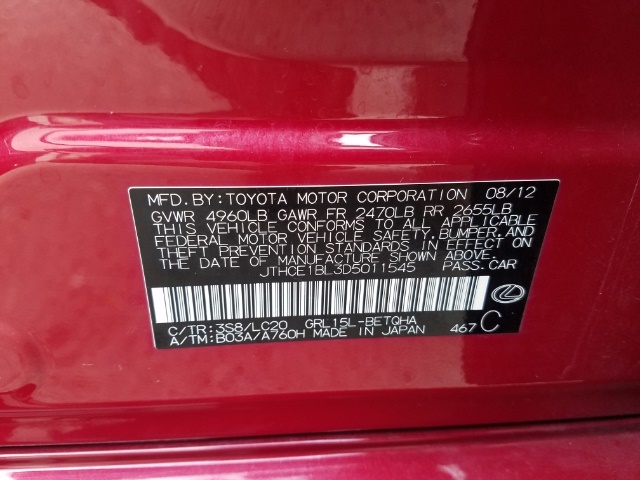 MFD.BY:TOYOTA MOTOR CORPORATION 08/12
GVWR 4960LB GAWR FR 2470LB RR 2655LB
THIS VEHICLE CONFORMS TO ALL APPLICABLE
FEDERAL MOTOR VEHICLE SAFETY,BUMPER,AND
THEFT PREVENTION STANDARDS IN EFFECT ON
THE DATE OF MANUFACTURE SHOWN ABOVE.
JTHCE1BL3D5011545 PASS.CAR
C/TR:3S8/LC20 GRL15L-BETQHA
A/TM:B03A/A760H MADE IN JAPAN 467 C